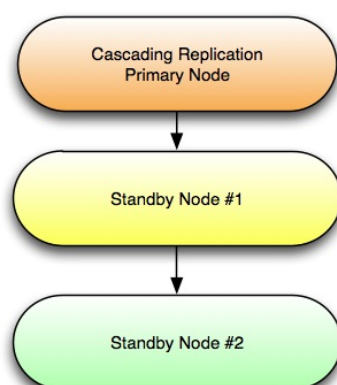 Cascading Replication
Primary Node
Standby Node #1
Standby Node #2